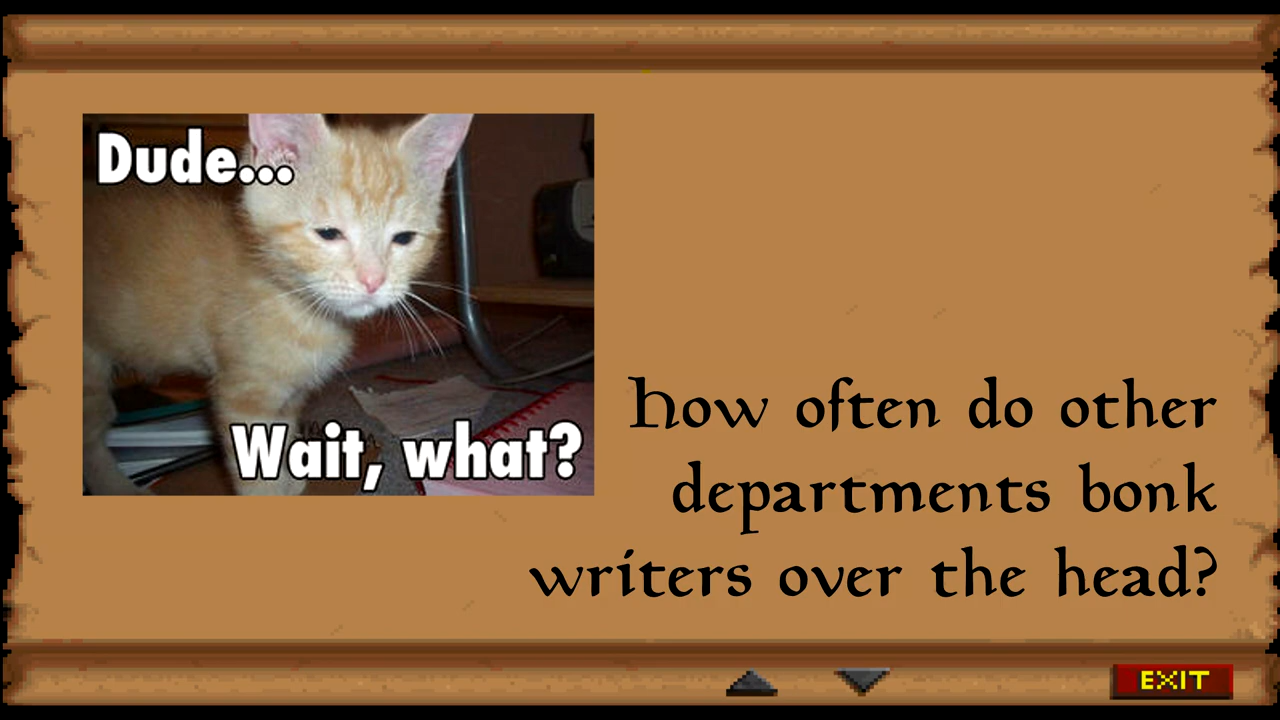 Dude...
Wait, what?
How often do other
departments bonk
writers over the head?
EXIT